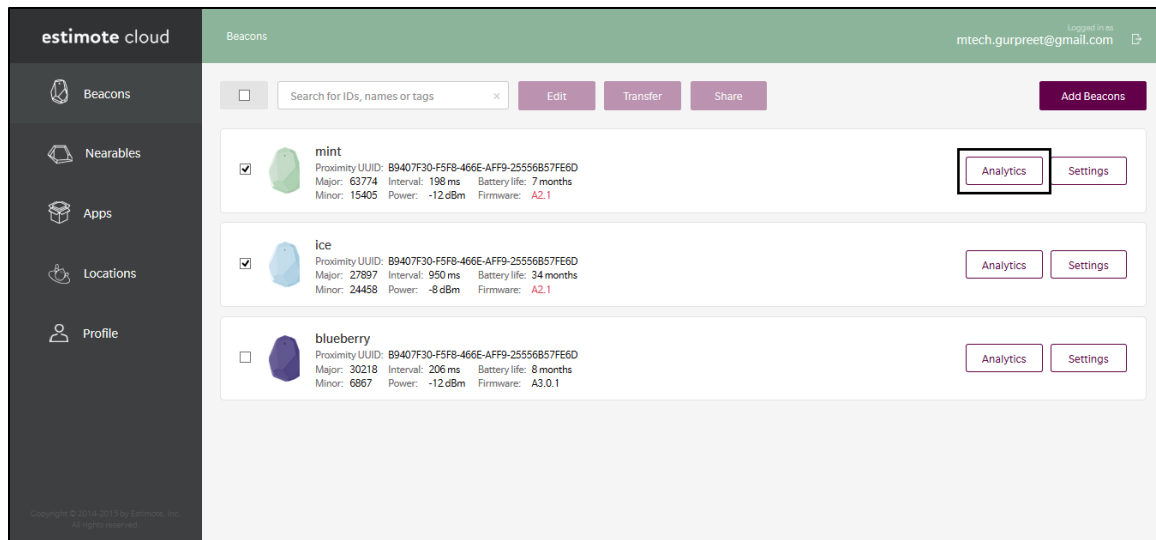 estimote cloud
Beacons
Logged in as
mtech.gurpreet@gmail.com
Beacons
Nearables
Apps
Locations
Profile
Search for IDs, names or tags ×
Edit
Transfer
Share
Add Beacons
mint
Proximity UUID: B9407F30-F5F8-466E-AFF9-25556B57FE6D
Major: 63774 Interval: 198 ms Battery life: 7 months
Minor: 15405 Power: -12 dBm Firmware: A2.1
Analytics
Settings
ice
Proximity UUID: B9407F30-F5F8-466E-AFF9-25556B57FE6D
Major: 27897 Interval: 950 ms Battery life: 34 months
Minor: 24458 Power: -8 dBm Firmware: A2.1
Analytics
Settings
blueberry
Proximity UUID: B9407F30-F5F8-466E-AFF9-25556B57FE6D
Major: 30218 Interval: 206 ms Battery life: 8 months
Minor: 6867 Power: -12 dBm Firmware: A3.0.1
Analytics
Settings
Copyright © 2014-2015 by Estimote, Inc.
All rights reserved.